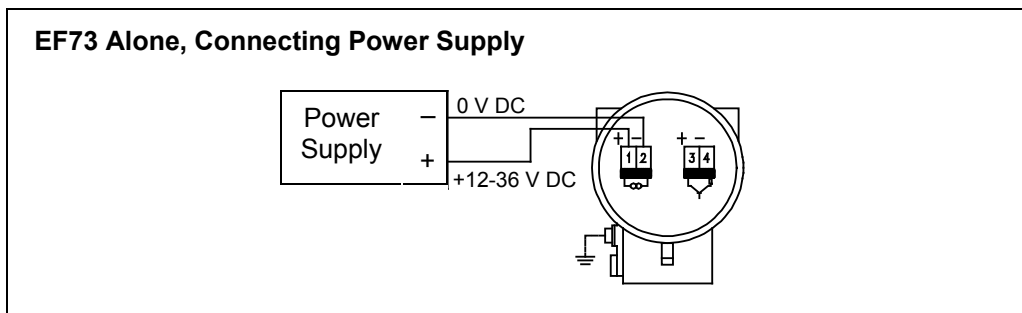 EF73 Alone, Connecting Power Supply
Power Supply
–
+
0 V DC
+12-36 V DC
+ –
1 2
+ –
3 4